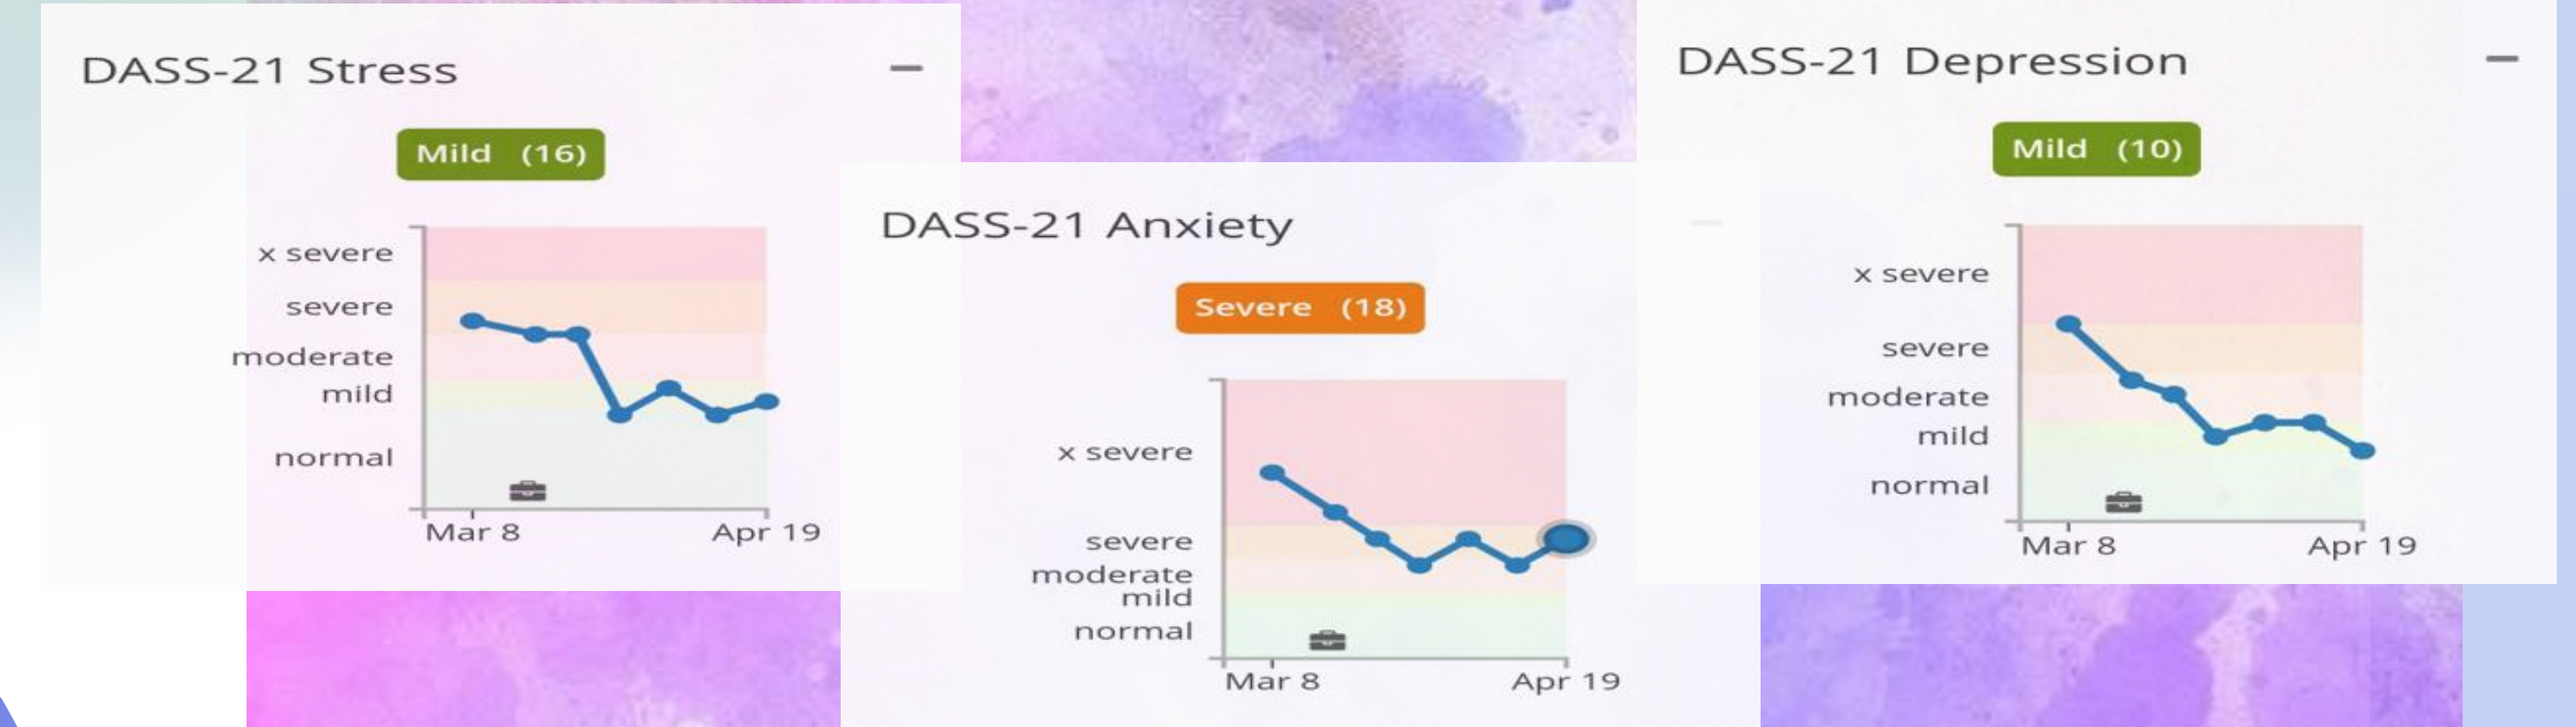 DASS-21 Stress
Mild (16)
x severe
severe
moderate
mild
normal
Mar 8 Apr 19
DASS-21 Anxiety
Severe (18)
x severe
severe
moderate
mild
normal
Mar 8 Apr 19
DASS-21 Depression
Mild (10)
x severe
severe
moderate
mild
normal
Mar 8 Apr 19